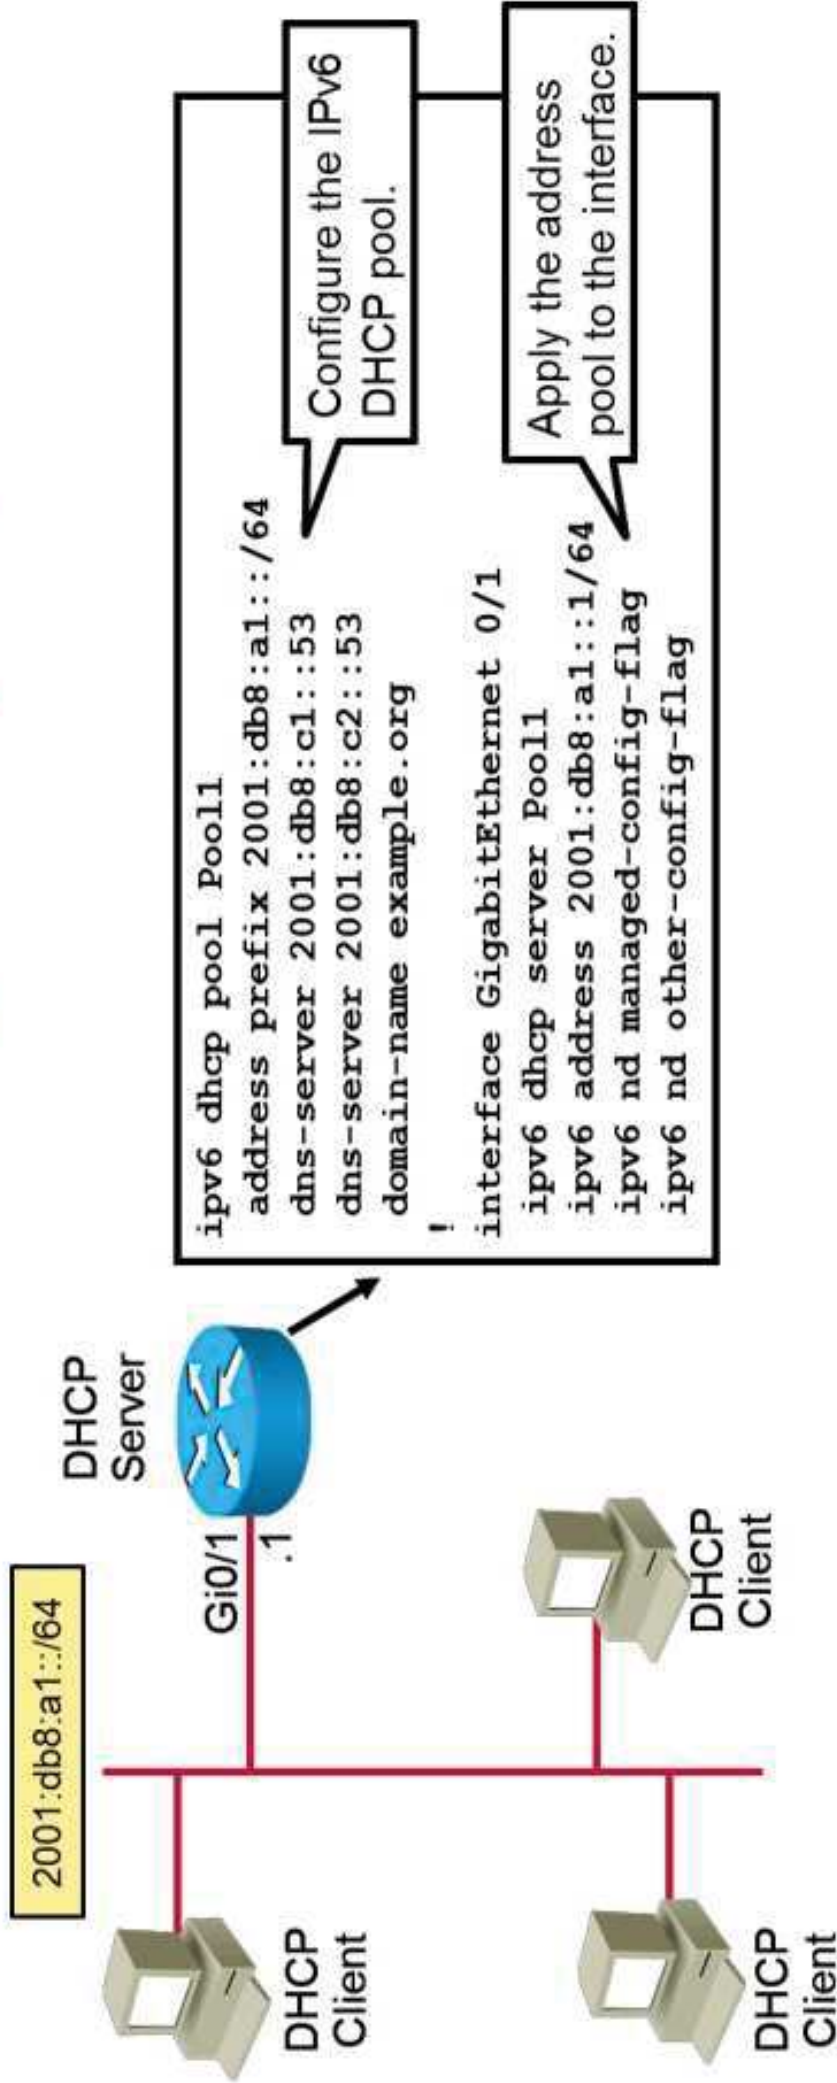 2001:db8:a1::/64
DHCP
Client
DHCP
Client
DHCP
Client
Gi0/1
.1
DHCP
Server
ipv6 dhcp pool Pool1
address prefix 2001:db8:a1::/64
dns-server 2001:db8:c1::53
dns-server 2001:db8:c2::53
domain-name example.org
!
interface GigabitEthernet 0/1
ipv6 dhcp server Pool1
ipv6 address 2001:db8:a1::1/64
ipv6 nd managed-config-flag
ipv6 nd other-config-flag
Configure the IPv6
DHCP pool.
Apply the address
pool to the interface.